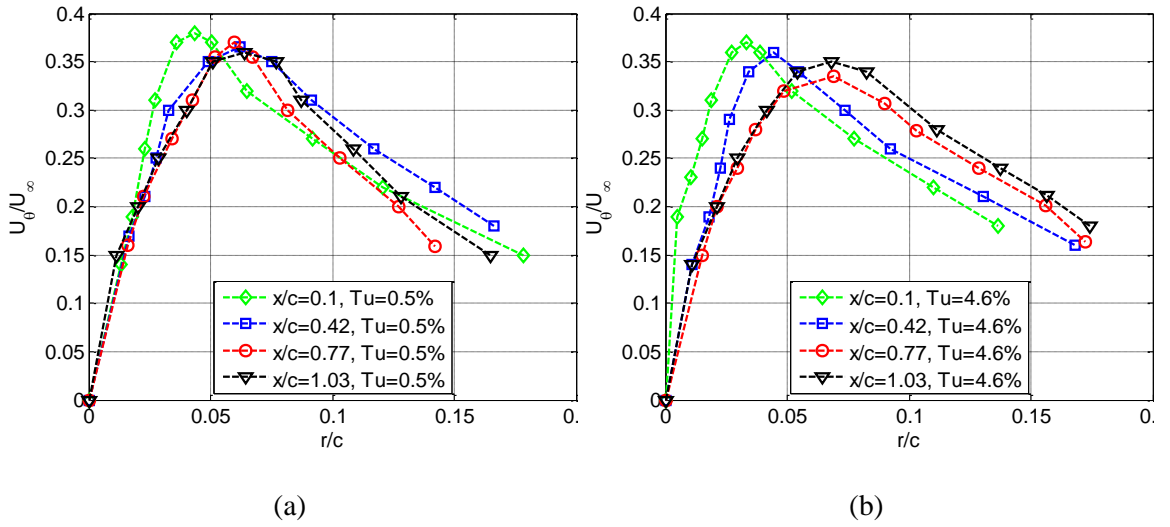 0.4
0.35
0.3
0.25
0.2
0.15
0.1
0.05
0
0 0.05 0.1 0.15 0.
r/c
Uθ/U∞
x/c=0.1, Tu=0.5%
x/c=0.42, Tu=0.5%
x/c=0.77, Tu=0.5%
x/c=1.03, Tu=0.5%
(a)
0.4
0.35
0.3
0.25
0.2
0.15
0.1
0.05
0
0 0.05 0.1 0.15 0.
r/c
Uθ/U∞
x/c=0.1, Tu=4.6%
x/c=0.42, Tu=4.6%
x/c=0.77, Tu=4.6%
x/c=1.03, Tu=4.6%
(b)